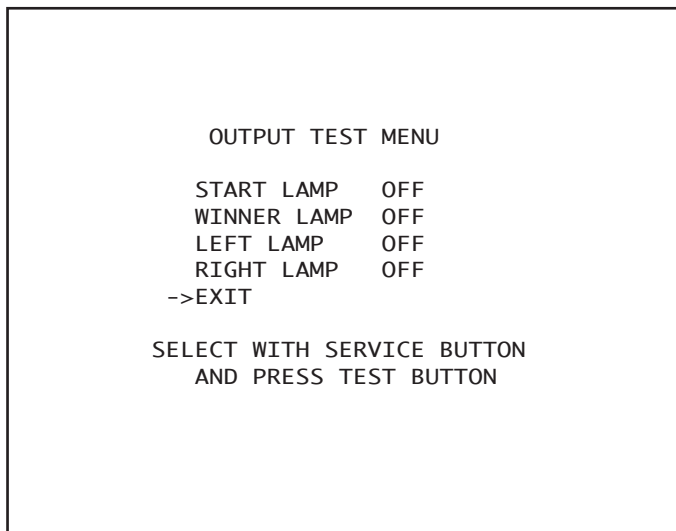 OUTPUT TEST MENU
START LAMP OFF
WINNER LAMP OFF
LEFT LAMP OFF
RIGHT LAMP OFF
->EXIT
SELECT WITH SERVICE BUTTON
AND PRESS TEST BUTTON